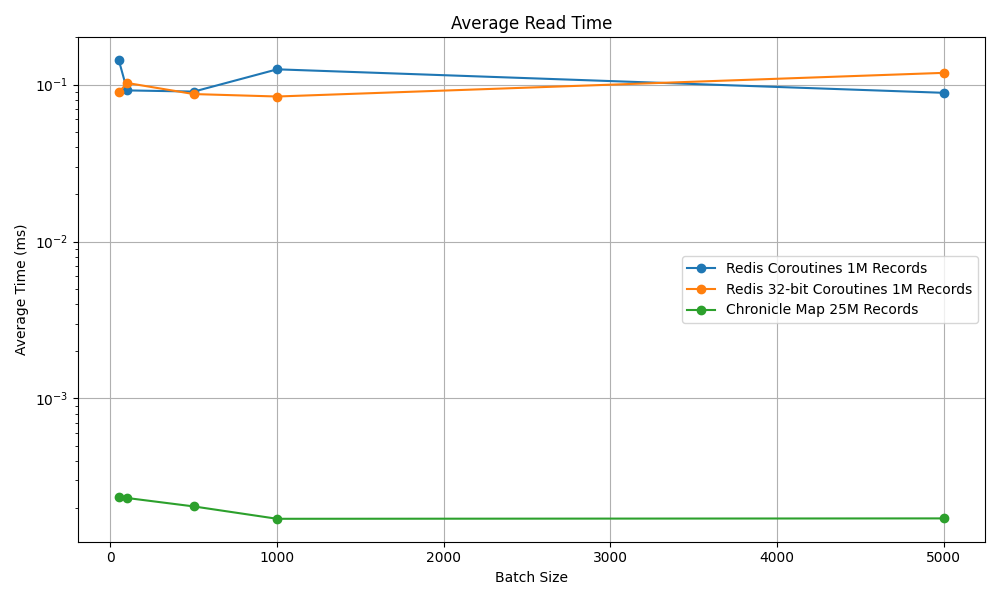 Average Read Time
Average Time (ms)
10⁻¹
10⁻²
10⁻³
Redis Coroutines 1M Records
Redis 32-bit Coroutines 1M Records
Chronicle Map 25M Records
0 1000 2000 3000 4000 5000
Batch Size